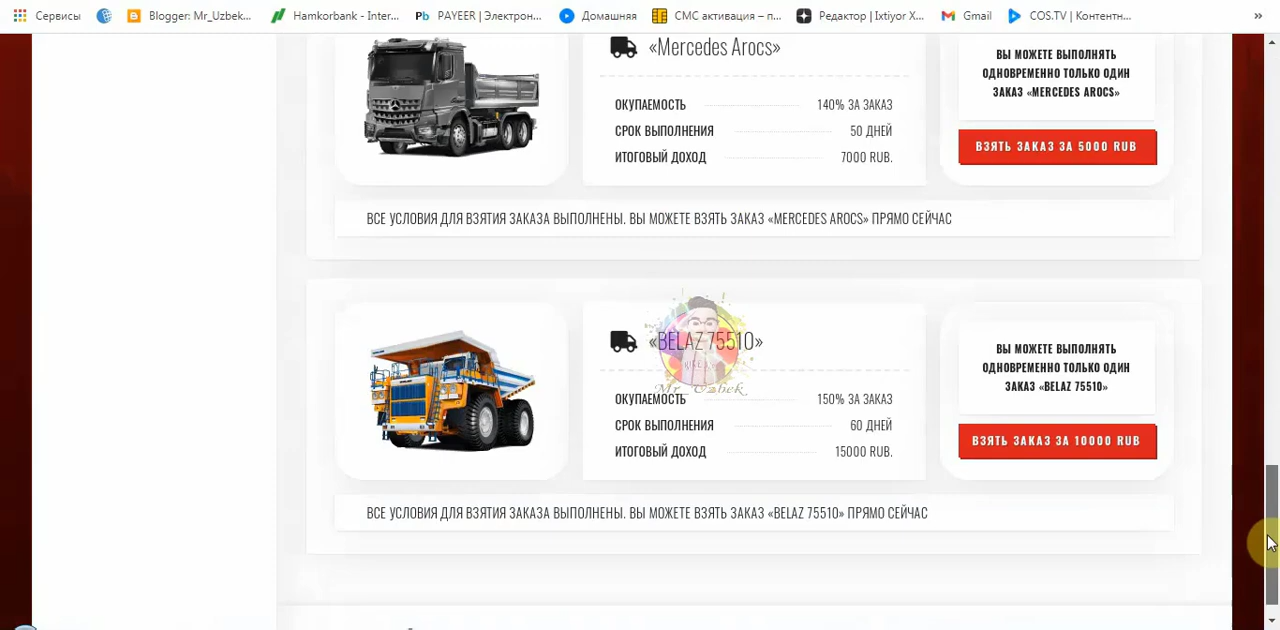 Сервисы
Blogger: Mr_Uzbek...
Hamkorbank - Inter...
Pb PAYEER | Электрон...
Домашняя
СМС активация – п...
Редактор | Ixtiyor X...
Gmail
COS.TV | Контентн...
»
«Mercedes Arocs»
ОКУПАЕМОСТЬ 140% ЗА ЗАКАЗ
СРОК ВЫПОЛНЕНИЯ 50 ДНЕЙ
ИТОГОВЫЙ ДОХОД 7000 RUB.
ВЫ МОЖЕТЕ ВЫПОЛНЯТЬ
ОДНОВРЕМЕННО ТОЛЬКО ОДИН
ЗАКАЗ «MERCEDES AROCS»
ВЗЯТЬ ЗАКАЗ ЗА 5000 RUB
ВСЕ УСЛОВИЯ ДЛЯ ВЗЯТИЯ ЗАКАЗА ВЫПОЛНЕНЫ. ВЫ МОЖЕТЕ ВЗЯТЬ ЗАКАЗ «MERCEDES AROCS» ПРЯМО СЕЙЧАС
«BELAZ 75510»
Mr_Uzbek
ОКУПАЕМОСТЬ 150% ЗА ЗАКАЗ
СРОК ВЫПОЛНЕНИЯ 60 ДНЕЙ
ИТОГОВЫЙ ДОХОД 15000 RUB.
ВЫ МОЖЕТЕ ВЫПОЛНЯТЬ
ОДНОВРЕМЕННО ТОЛЬКО ОДИН
ЗАКАЗ «BELAZ 75510»
ВЗЯТЬ ЗАКАЗ ЗА 10000 RUB
ВСЕ УСЛОВИЯ ДЛЯ ВЗЯТИЯ ЗАКАЗА ВЫПОЛНЕНЫ. ВЫ МОЖЕТЕ ВЗЯТЬ ЗАКАЗ «BELAZ 75510» ПРЯМО СЕЙЧАС